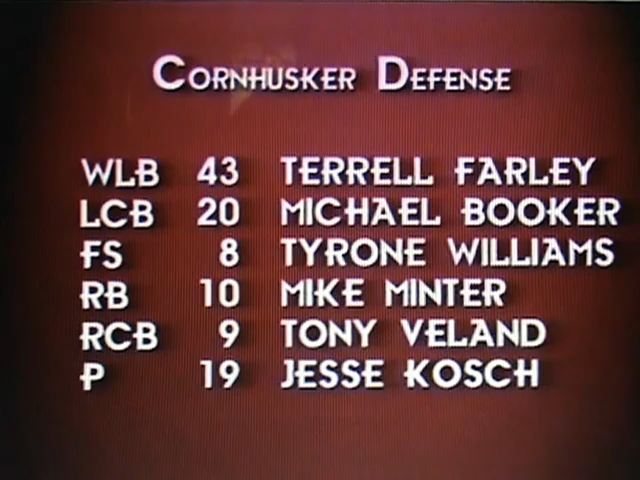 CORNHUSKER DEFENSE
WLB 43 TERRELL FARLEY
LCB 20 MICHAEL BOOKER
FS 8 TYRONE WILLIAMS
RB 10 MIKE MINTER
RCB 9 TONY VELAND
P 19 JESSE KOSCH